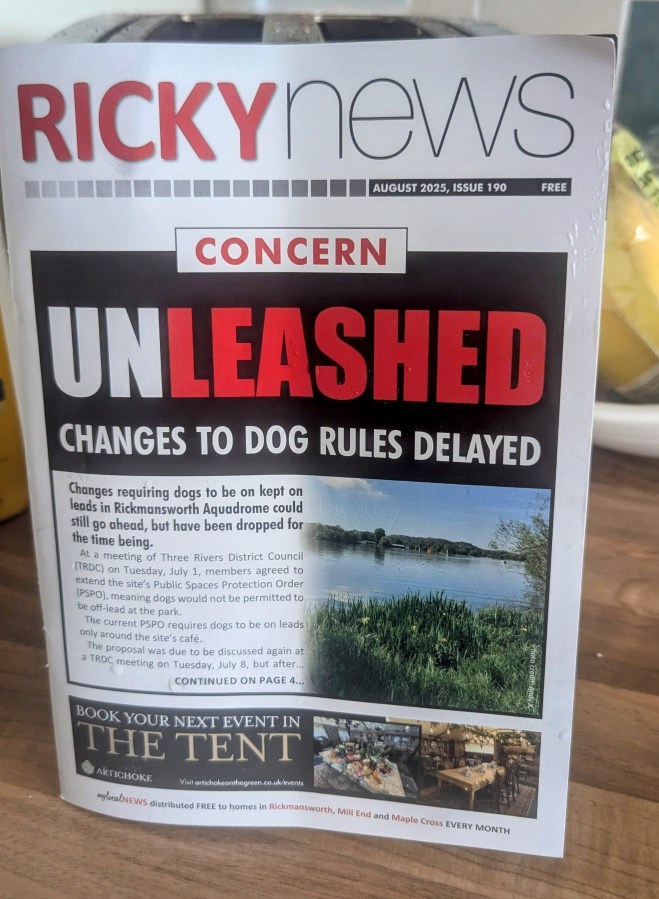 RICKYnews
AUGUST 2025, ISSUE 190 FREE
CONCERN
UNLEASHED
CHANGES TO DOG RULES DELAYED
Changes requiring dogs to be on kept on
leads in Rickmansworth Aquadrome could
still go ahead, but have been dropped for
the time being.
At a meeting of Three Rivers District Council
(TRDC) on Tuesday, July 1, members agreed to
extend the site's Public Spaces Protection Order
(PSPO), meaning dogs would not be permitted to
be off-lead at the park.
The current PSPO requires dogs to be on leads
only around the site's café.
The proposal was due to be discussed again at
a TRDC meeting on Tuesday, July 8, but after...
CONTINUED ON PAGE 4...
BOOK YOUR NEXT EVENT IN
THE TENT
ARTICHOKE
Visit artichokeonthegreen.co.uk/events
mylocalNEWS distributed FREE to homes in Rickmansworth, Mill End and Maple Cross EVERY MONTH